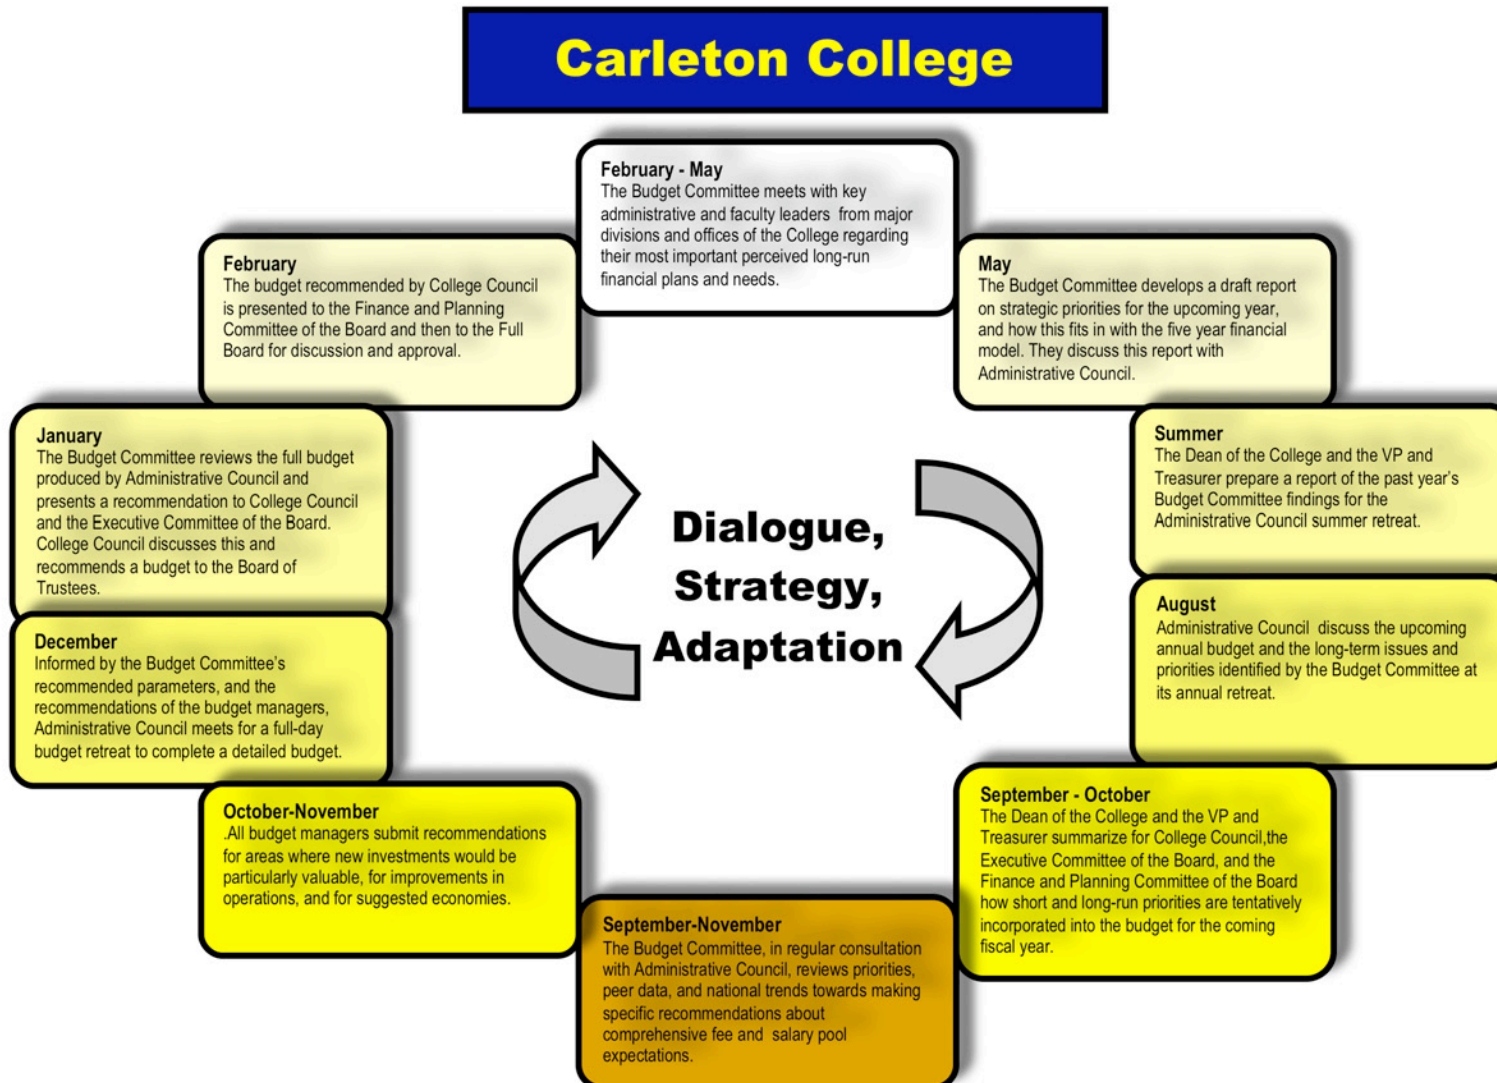 Carleton College
February - May
The Budget Committee meets with key
administrative and faculty leaders from major
divisions and offices of the College regarding
their most important perceived long-run
financial plans and needs.
May
The Budget Committee develops a draft report
on strategic priorities for the upcoming year,
and how this fits in with the five year financial
model. They discuss this report with
Administrative Council.
Summer
The Dean of the College and the VP and
Treasurer prepare a report of the past year's
Budget Committee findings for the
Administrative Council summer retreat.
August
Administrative Council discuss the upcoming
annual budget and the long-term issues and
priorities identified by the Budget Committee at
its annual retreat.
September - October
The Dean of the College and the VP and
Treasurer summarize for College Council,the
Executive Committee of the Board, and the
Finance and Planning Committee of the Board
how short and long-run priorities are tentatively
incorporated into the budget for the coming
fiscal year.
September-November
The Budget Committee, in regular consultation
with Administrative Council, reviews priorities,
peer data, and national trends towards making
specific recommendations about
comprehensive fee and salary pool
expectations.
October-November
.All budget managers submit recommendations
for areas where new investments would be
particularly valuable, for improvements in
operations, and for suggested economies.
December
Informed by the Budget Committee's
recommended parameters, and the
recommendations of the budget managers,
Administrative Council meets for a full-day
budget retreat to complete a detailed budget.
January
The Budget Committee reviews the full budget
produced by Administrative Council and
presents a recommendation to College Council
and the Executive Committee of the Board.
College Council discusses this and
recommends a budget to the Board of
Trustees.
February
The budget recommended by College Council
is presented to the Finance and Planning
Committee of the Board and then to the Full
Board for discussion and approval.
Dialogue,
Strategy,
Adaptation